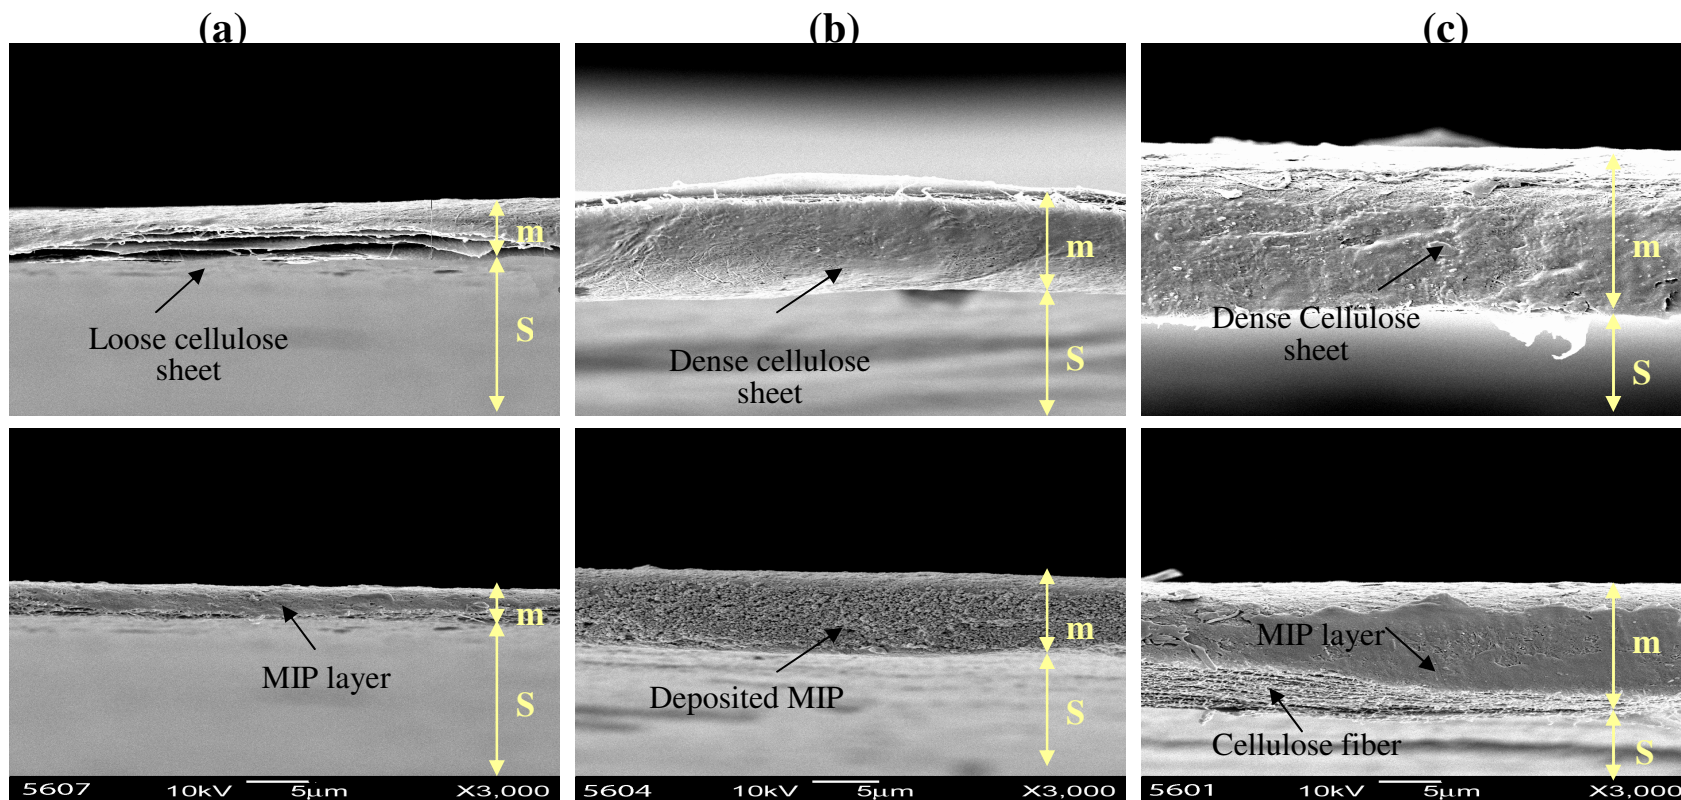 (a) (b) (c)
m
m
m
Loose cellulose
sheet
S
Dense cellulose
sheet
S
Dense Cellulose
sheet
S
m
m
m
MIP layer
S
Deposited MIP
S
MIP layer
Cellulose fiber
S
5607 10kV 5µm X3,000
5604 10kV 5µm X3,000
5601 10kV 5µm X3,000